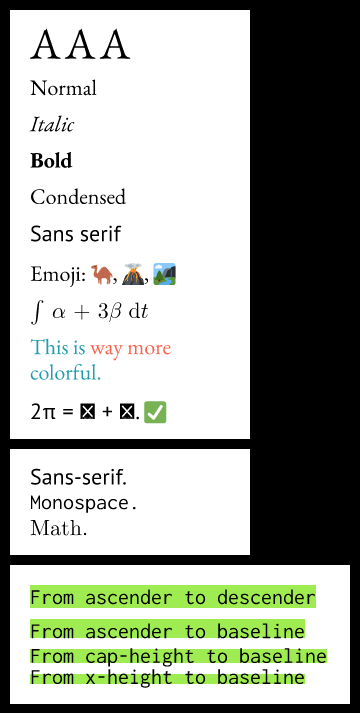 AAA
Normal
Italic
Bold
Condensed
Sans serif
Emoji: 🐪, 🌋, 🏞
∫ α + 3β dt
This is way more
colorful.
2π = + . ✅
Sans-serif.
Monospace.
Math.
From ascender to descender
From ascender to baseline
From cap-height to baseline
From x-height to baseline